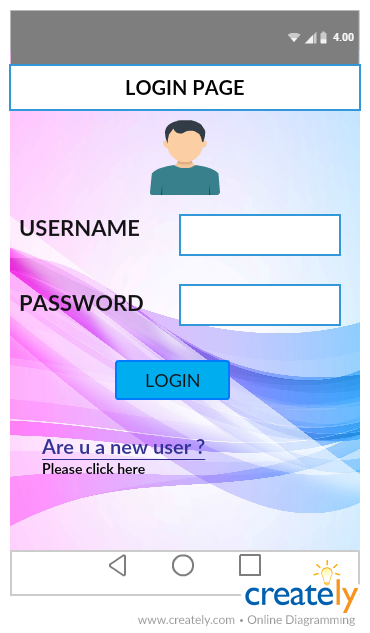 4.00
LOGIN PAGE
USERNAME
PASSWORD
LOGIN
Are u a new user ?
Please click here
creately
www.creately.com • Online Diagramming